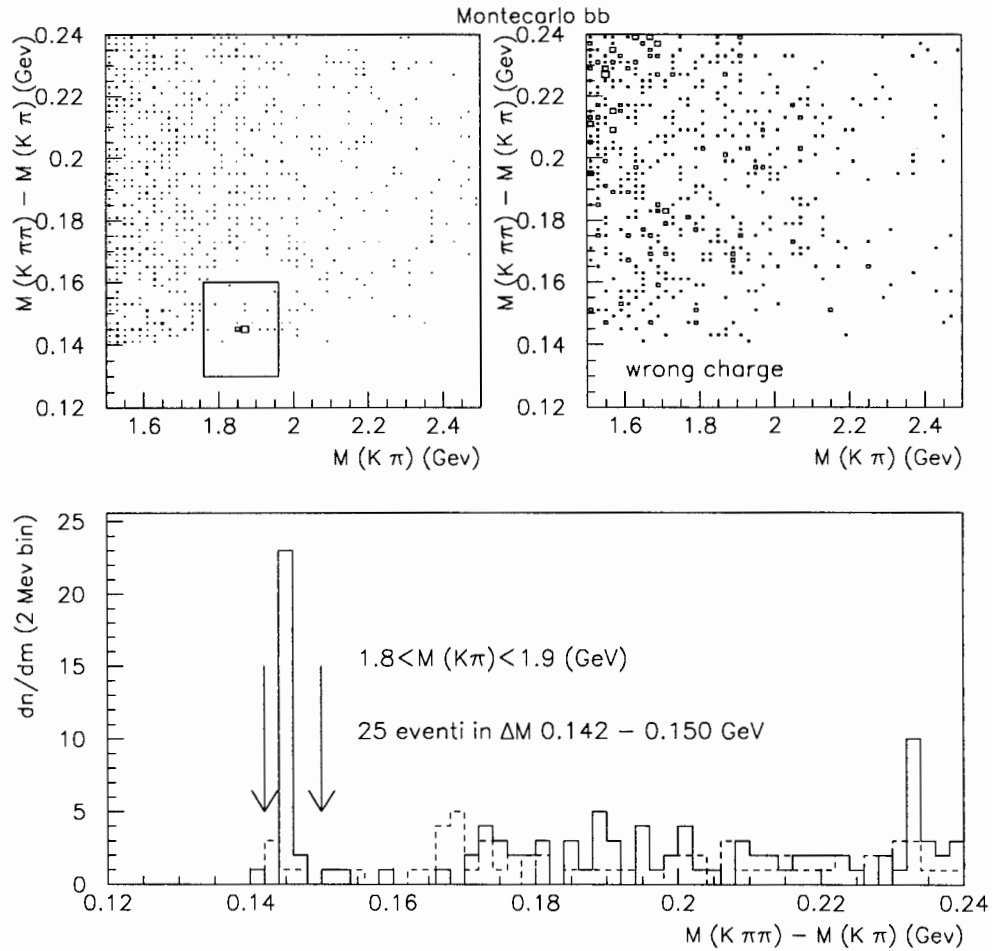 Montecarlo bb
M (K ππ) − M (K π) (Gev)
0.24
0.22
0.2
0.18
0.16
0.14
0.12
1.6 1.8 2 2.2 2.4
M (K π) (Gev)
M (K ππ) − M (K π) (Gev)
0.24
0.22
0.2
0.18
0.16
0.14
0.12
wrong charge
1.6 1.8 2 2.2 2.4
M (K π) (Gev)
dn/dm (2 Mev bin)
25
20
15
10
5
0
1.8<M (Kπ)<1.9 (GeV)
25 eventi in ΔM 0.142 − 0.150 GeV
0.12 0.14 0.16 0.18 0.2 0.22 0.24
M (K ππ) − M (K π) (Gev)